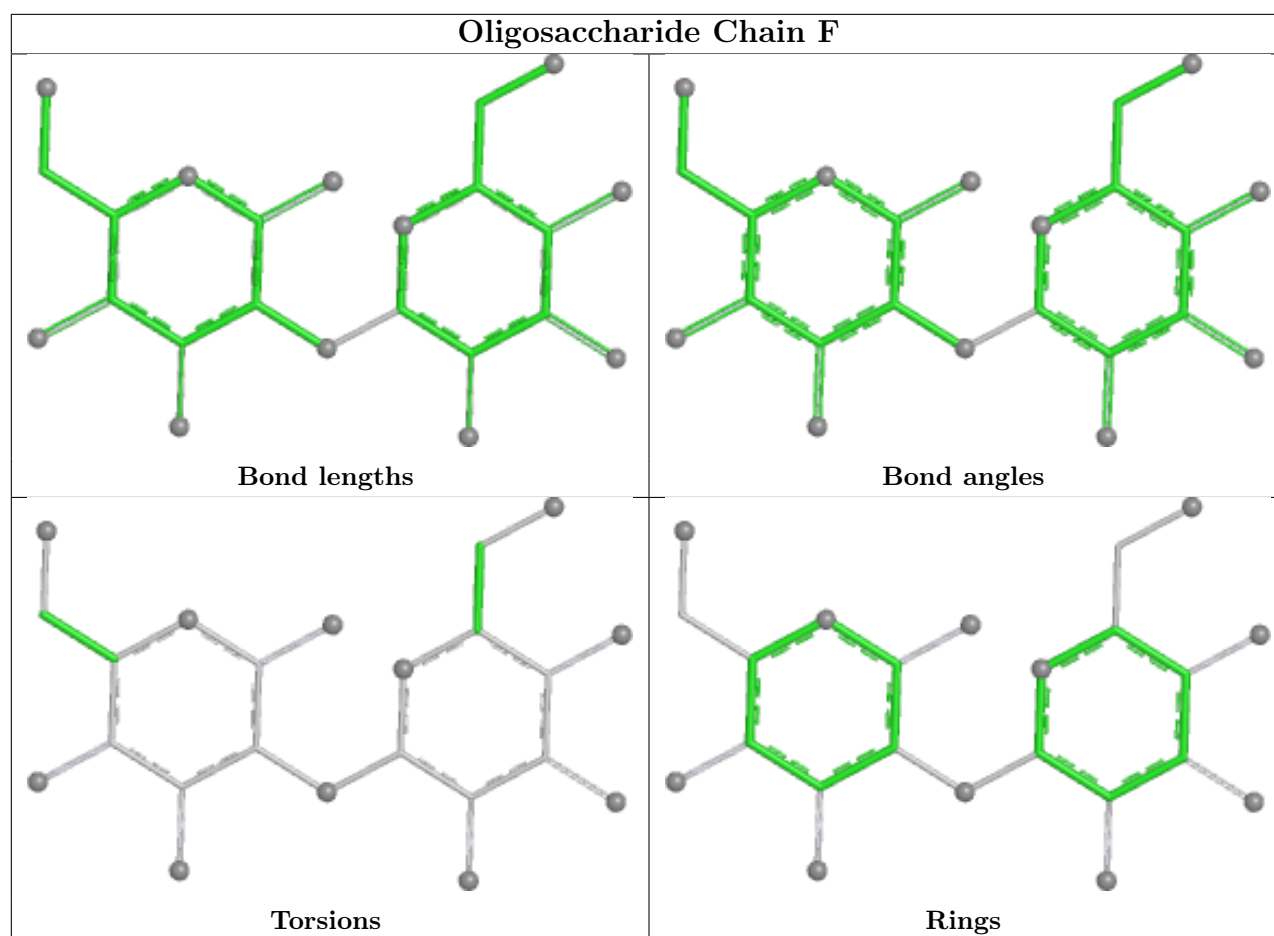 Oligosaccharide Chain F
Bond lengths
Bond angles
Torsions
Rings